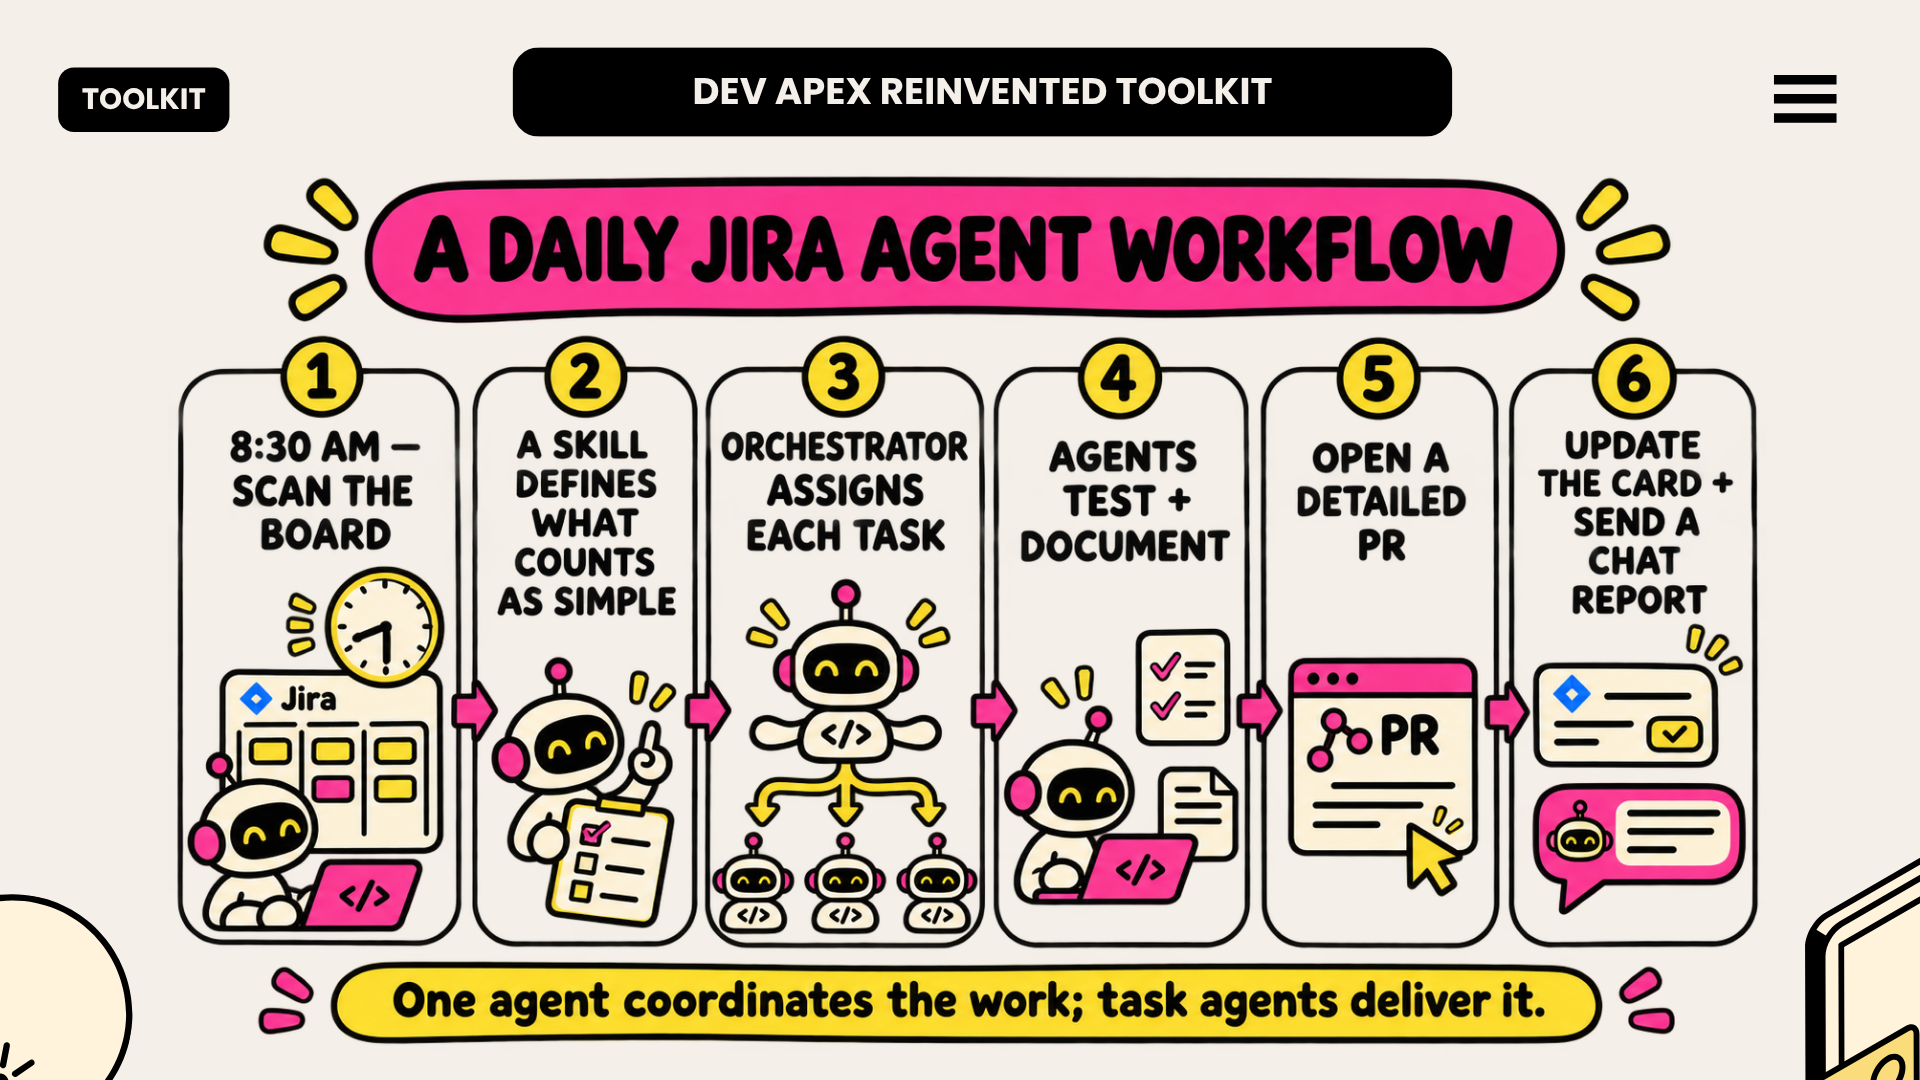 TOOLKIT
DEV APEX REINVENTED TOOLKIT
A DAILY JIRA AGENT WORKFLOW
1
8:30 AM –
SCAN THE
BOARD
Jira
</>
2
A SKILL
DEFINES
WHAT
COUNTS
AS SIMPLE
3
ORCHESTRATOR
ASSIGNS
EACH TASK
</>
</>
</>
</>
4
AGENTS
TEST +
DOCUMENT
</>
5
OPEN A
DETAILED
PR
PR
6
UPDATE
THE CARD +
SEND A
CHAT
REPORT
One agent coordinates the work; task agents deliver it.